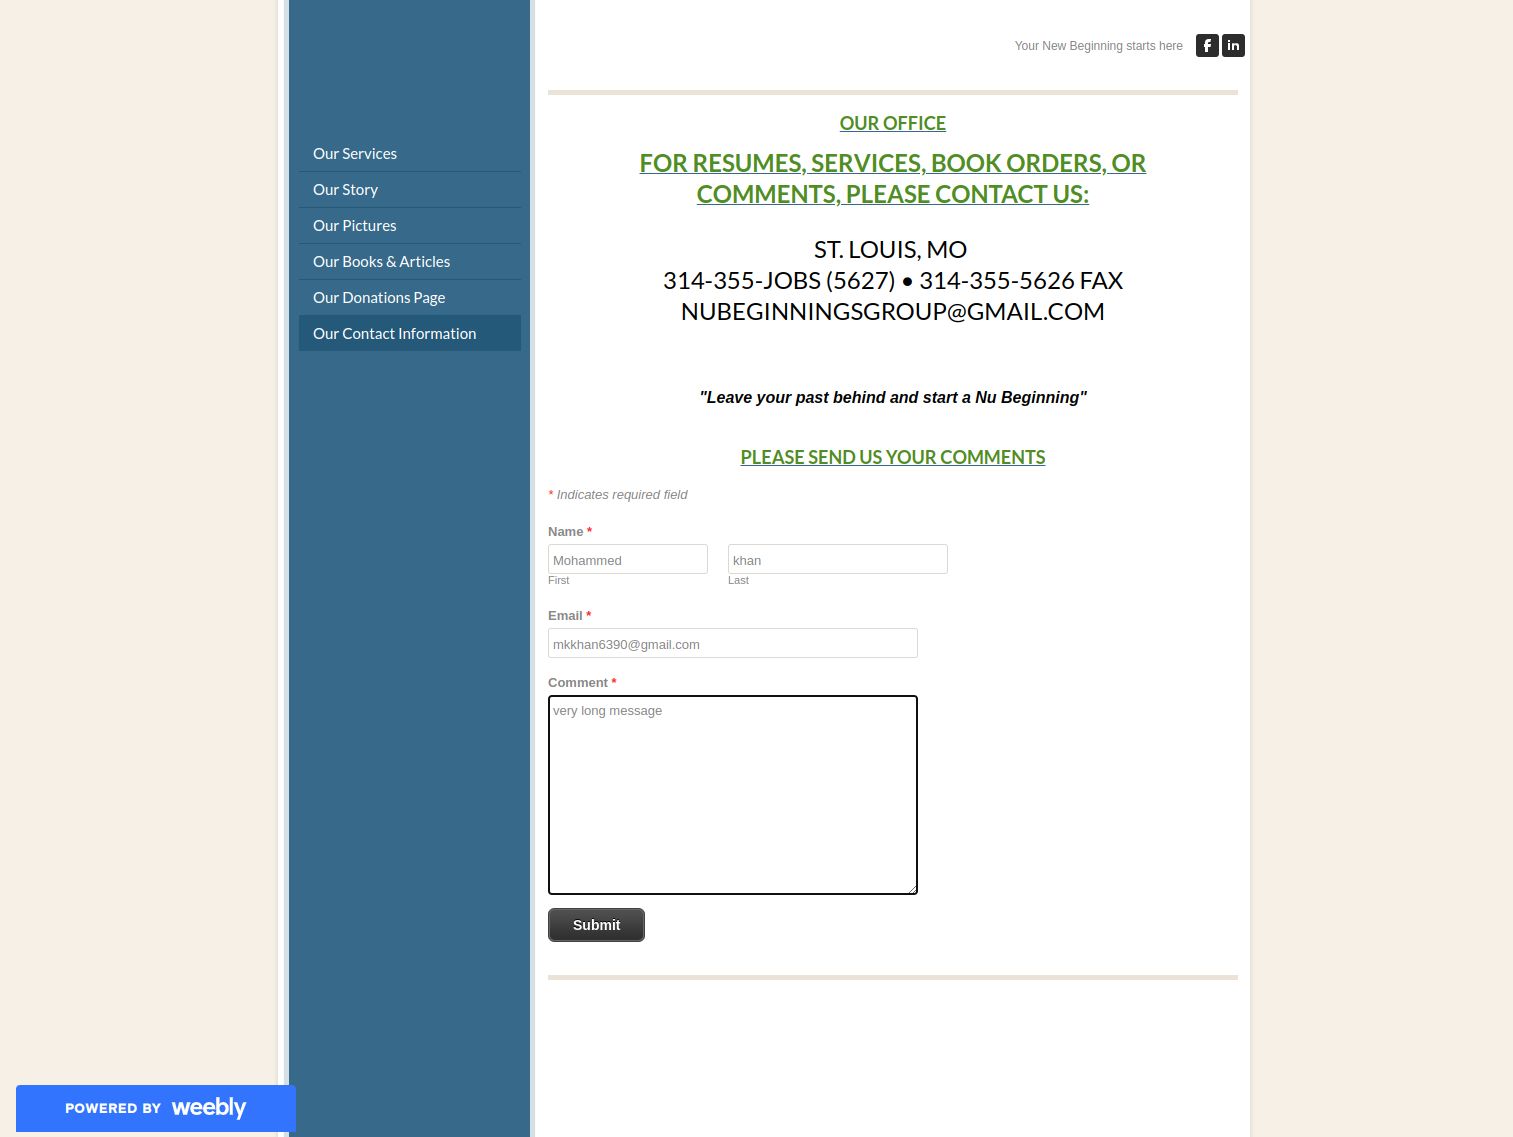 Your New Beginning starts here
Our Services
Our Story
Our Pictures
Our Books & Articles
Our Donations Page
Our Contact Information
OUR OFFICE
FOR RESUMES, SERVICES, BOOK ORDERS, OR
COMMENTS, PLEASE CONTACT US:
ST. LOUIS, MO
314-355-JOBS (5627) • 314-355-5626 FAX
NUBEGINNINGSGROUP@GMAIL.COM
"Leave your past behind and start a Nu Beginning"
PLEASE SEND US YOUR COMMENTS
* Indicates required field
Name *
Mohammed khan
First Last
Email *
mkkhan6390@gmail.com
Comment *
very long message
Submit
POWERED BY weebly